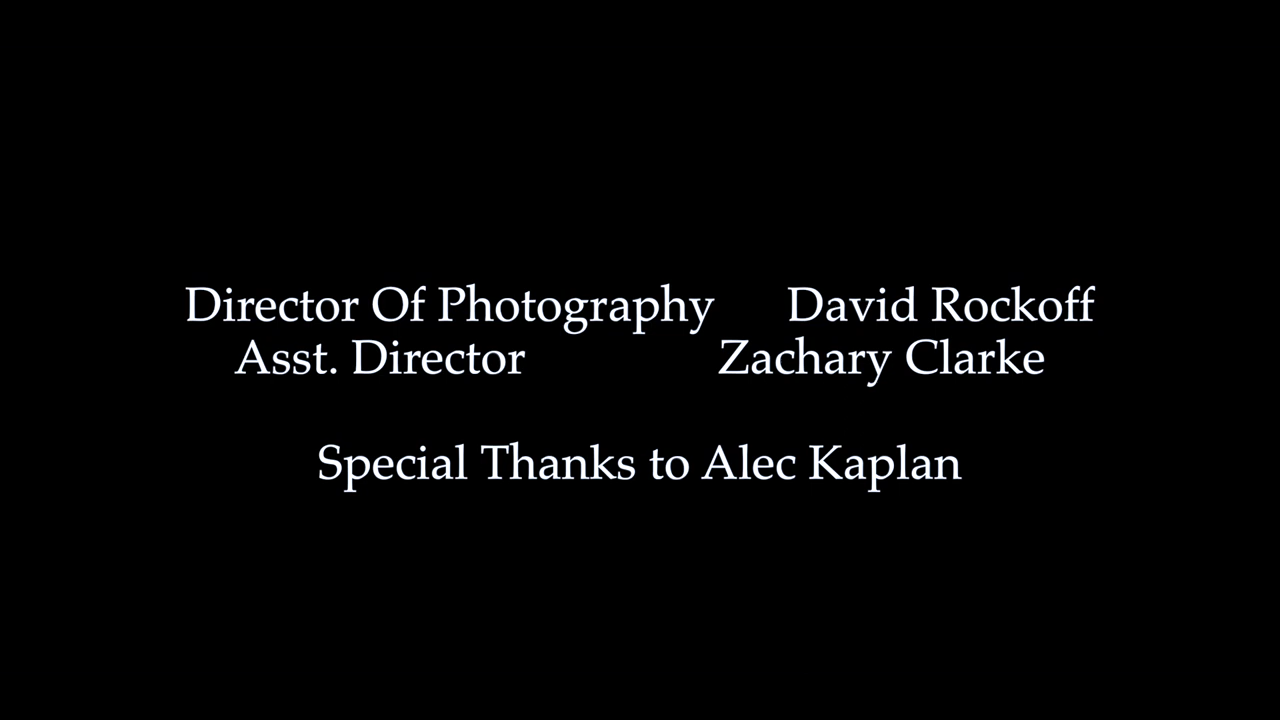 Director Of Photography David Rockoff
Asst. Director Zachary Clarke
Special Thanks to Alec Kaplan